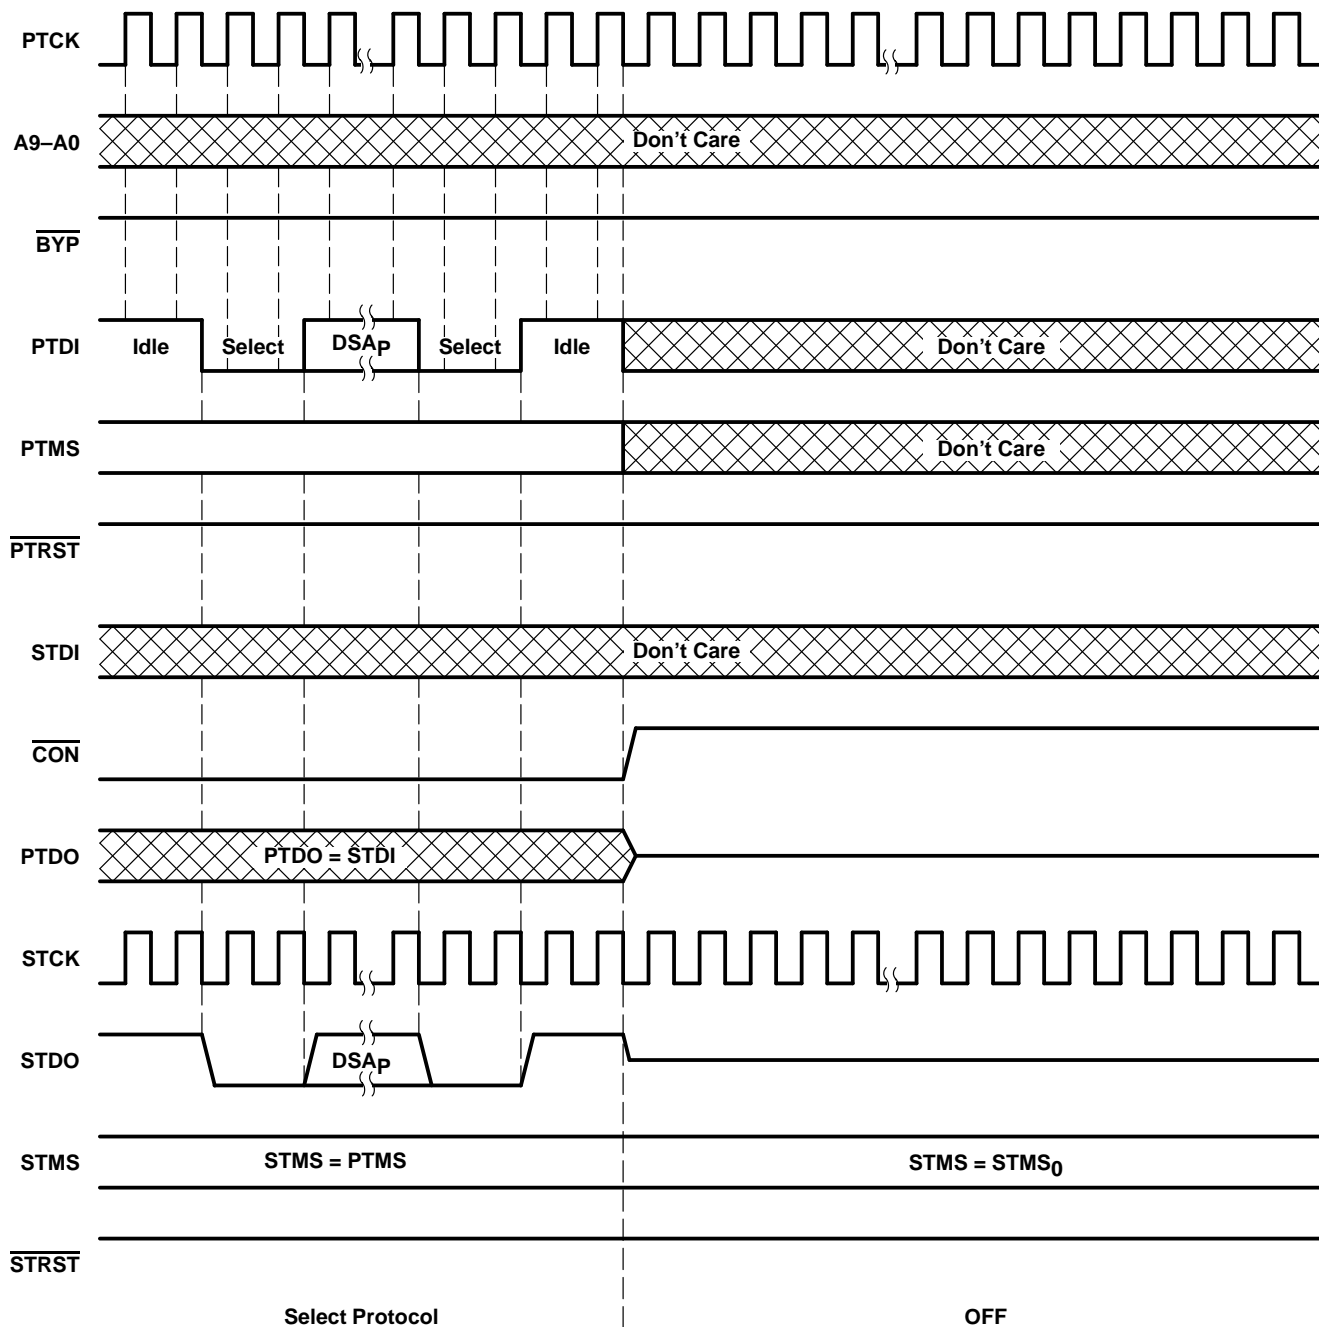 PTCK
A9–A0 Don't Care
BYP
PTDI Idle Select DSAP Select Idle Don't Care
PTMS Don't Care
PTRST
STDI Don't Care
CON
PTDO PTDO = STDI
STCK
STDO DSAP
STMS STMS = PTMS STMS = STMS0
STRST
Select Protocol OFF